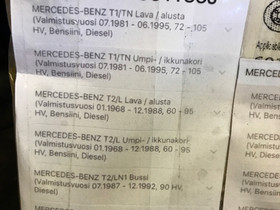 MERCEDES-BENZ T1/TN Lava / alusta
(Valmistusvuosi 07.1981 - 06.1995, 72 - 105
HV, Bensiini, Diesel)
MERCEDES-BENZ T1/TN Umpi- / ikkunakori
(Valmistusvuosi 07.1981 - 06.1995, 72 - 105
HV, Bensiini, Diesel)
MERCEDES-BENZ T2/L Lava / alusta
(Valmistusvuosi 01.1968 - 12.1988, 60 - 95
HV, Bensiini, Diesel)
MERCEDES-BENZ T2/L Umpi- / ikkunakori
(Valmistusvuosi 01.1968 - 12.1988, 60 - 95
HV, Bensiini, Diesel)
MERCEDES-BENZ T2/LN1 Bussi
(Valmistusvuosi 07.1987 - 12.1992, 90 HV,
Diesel)
Applicable
MERCEDES-